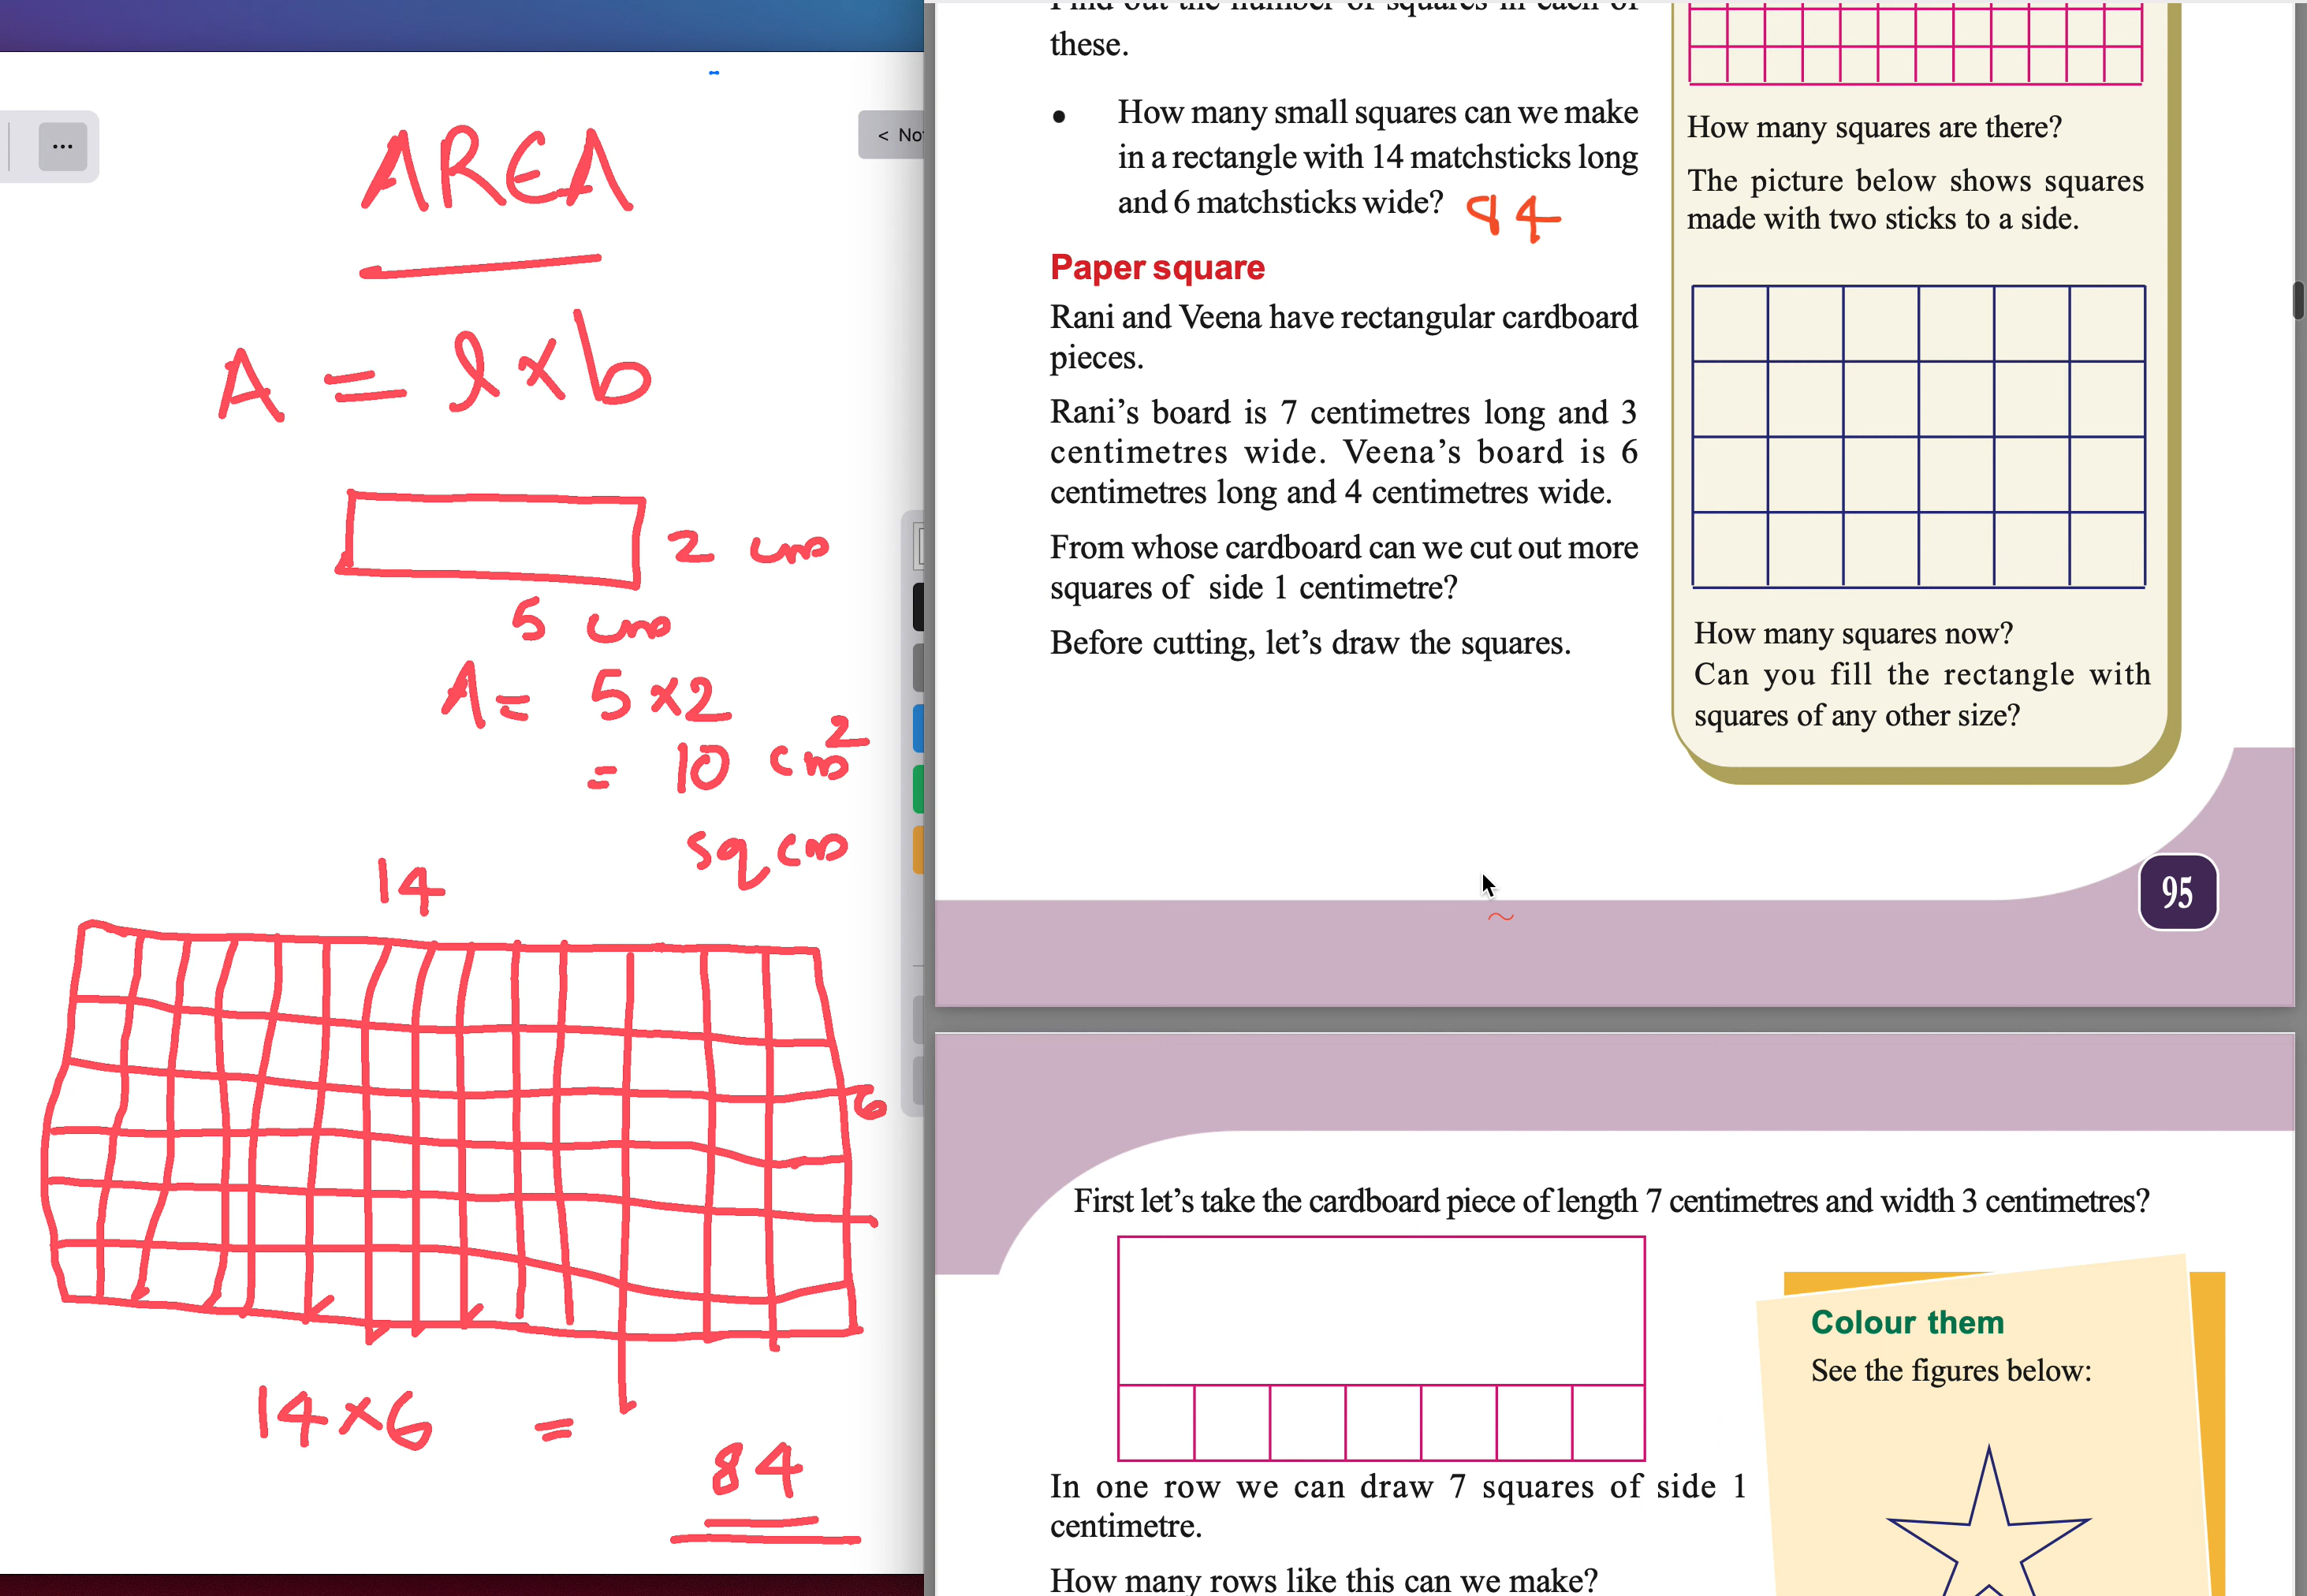 ...
< No
AREA
A = l × b
2 cm
5 cm
A = 5 × 2
= 10 cm²
sq cm
14
6
14 × 6 =
84
these.
• How many small squares can we make
in a rectangle with 14 matchsticks long
and 6 matchsticks wide? 84
Paper square
Rani and Veena have rectangular cardboard
pieces.
Rani’s board is 7 centimetres long and 3
centimetres wide. Veena’s board is 6
centimetres long and 4 centimetres wide.
From whose cardboard can we cut out more
squares of side 1 centimetre?
Before cutting, let’s draw the squares.
How many squares are there?
The picture below shows squares
made with two sticks to a side.
How many squares now?
Can you fill the rectangle with
squares of any other size?
95
First let’s take the cardboard piece of length 7 centimetres and width 3 centimetres?
In one row we can draw 7 squares of side 1
centimetre.
How many rows like this can we make?
Colour them
See the figures below: